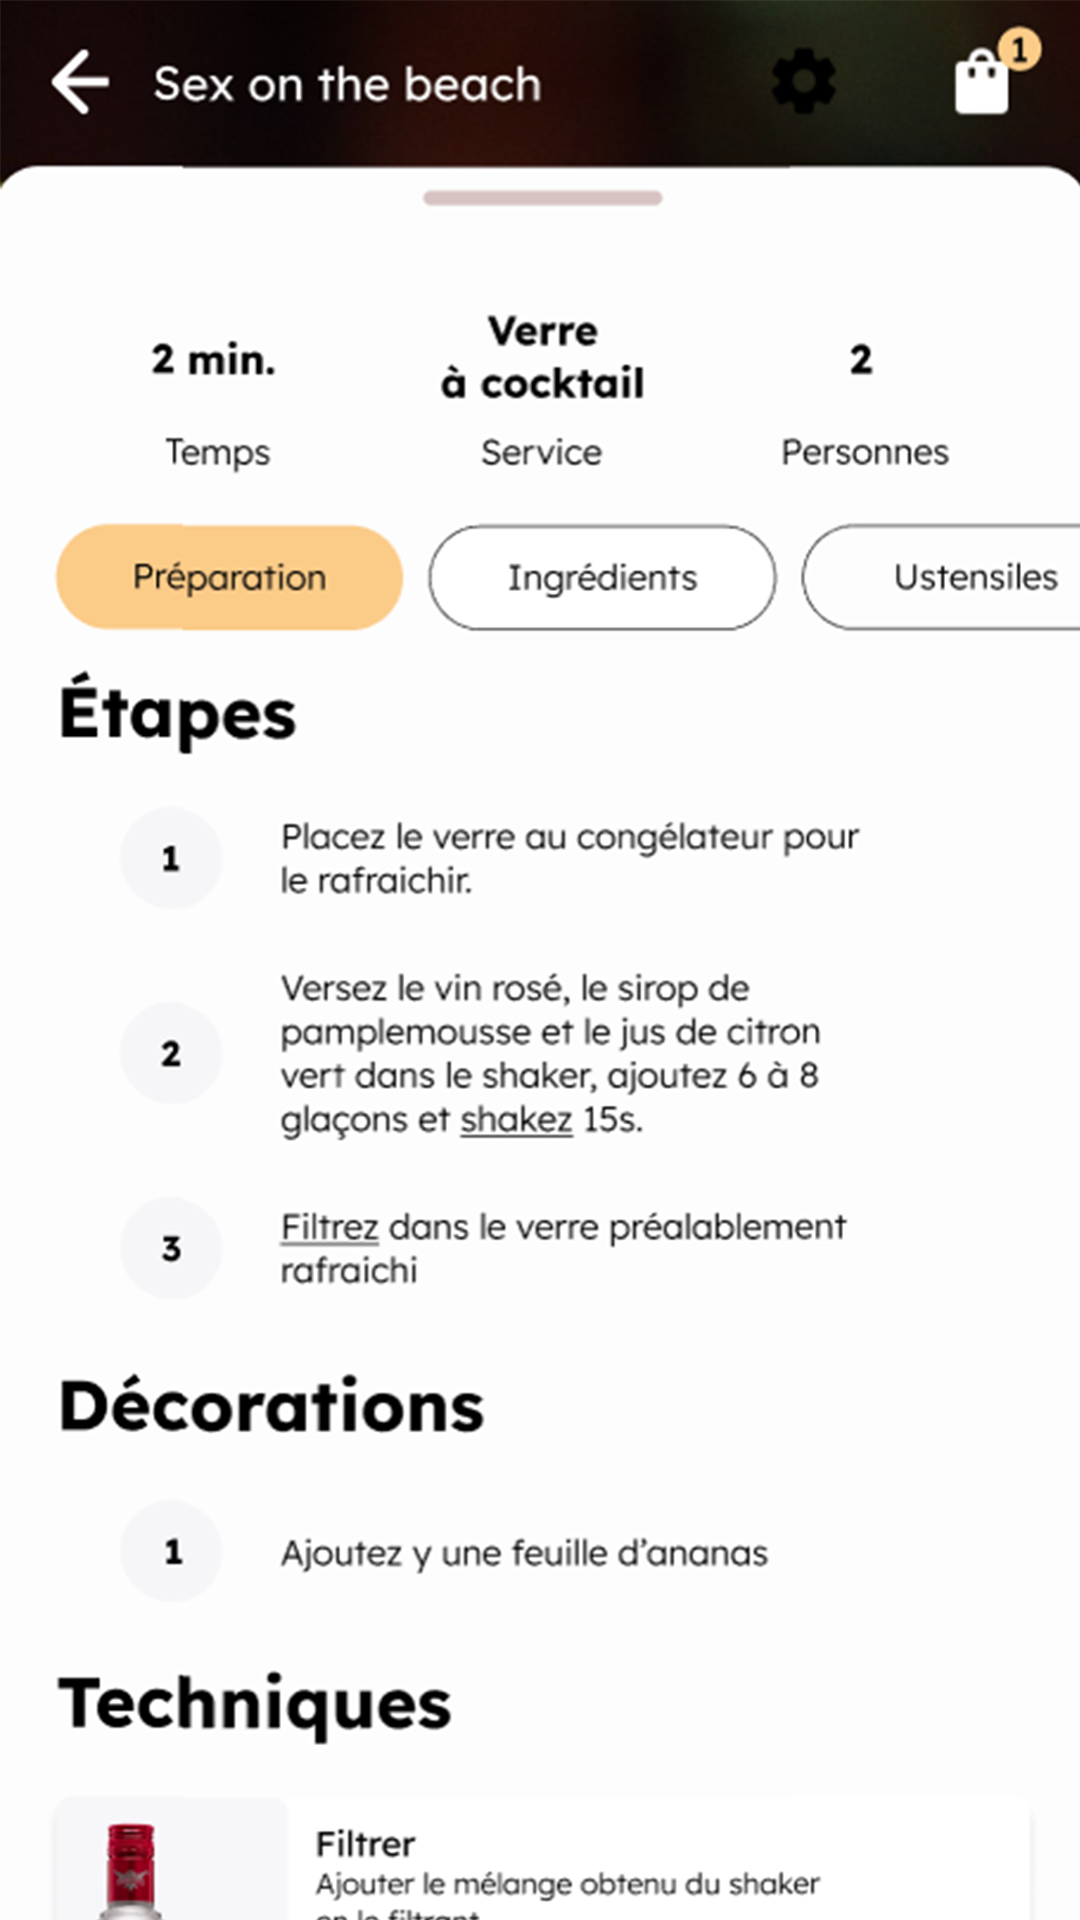 Sex on the beach
1
2 min.
Verre
à cocktail
2
Temps
Service
Personnes
Préparation
Ingrédients
Ustensiles
Étapes
1
Placez le verre au congélateur pour
le rafraichir.
2
Versez le vin rosé, le sirop de
pamplemousse et le jus de citron
vert dans le shaker, ajoutez 6 à 8
glaçons et shakez 15s.
3
Filtrez dans le verre préalablement
rafraichi
Décorations
1
Ajoutez y une feuille d’ananas
Techniques
Filtrer
Ajouter le mélange obtenu du shaker
en le filtrant